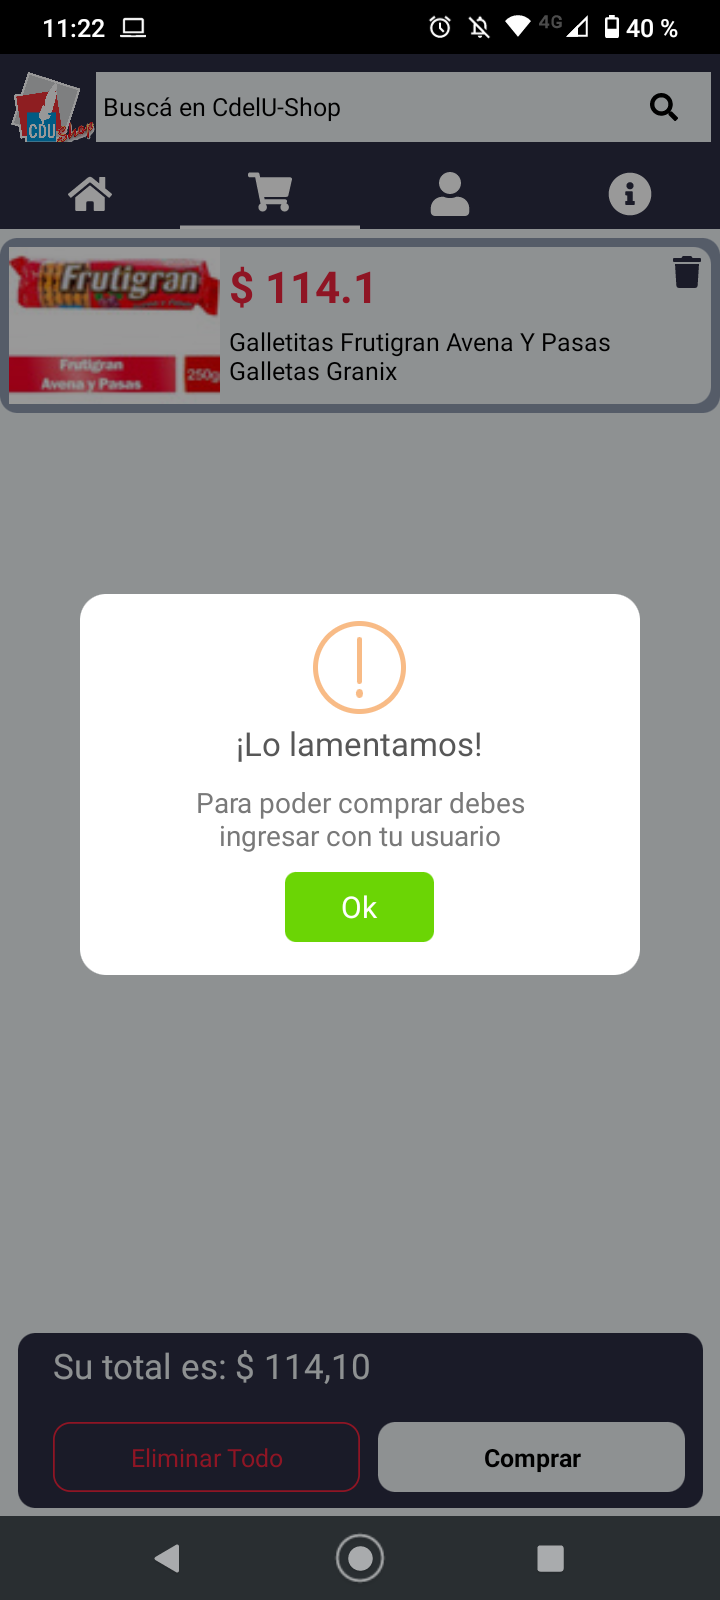 11:22
4G
40 %
CDU
Shop
Buscá en CdelU-Shop
Frutigran
Frutigran
Avena y Pasas
250g
$ 114.1
Galletitas Frutigran Avena Y Pasas
Galletas Granix
¡Lo lamentamos!
Para poder comprar debes
ingresar con tu usuario
Ok
Su total es: $ 114,10
Eliminar Todo
Comprar